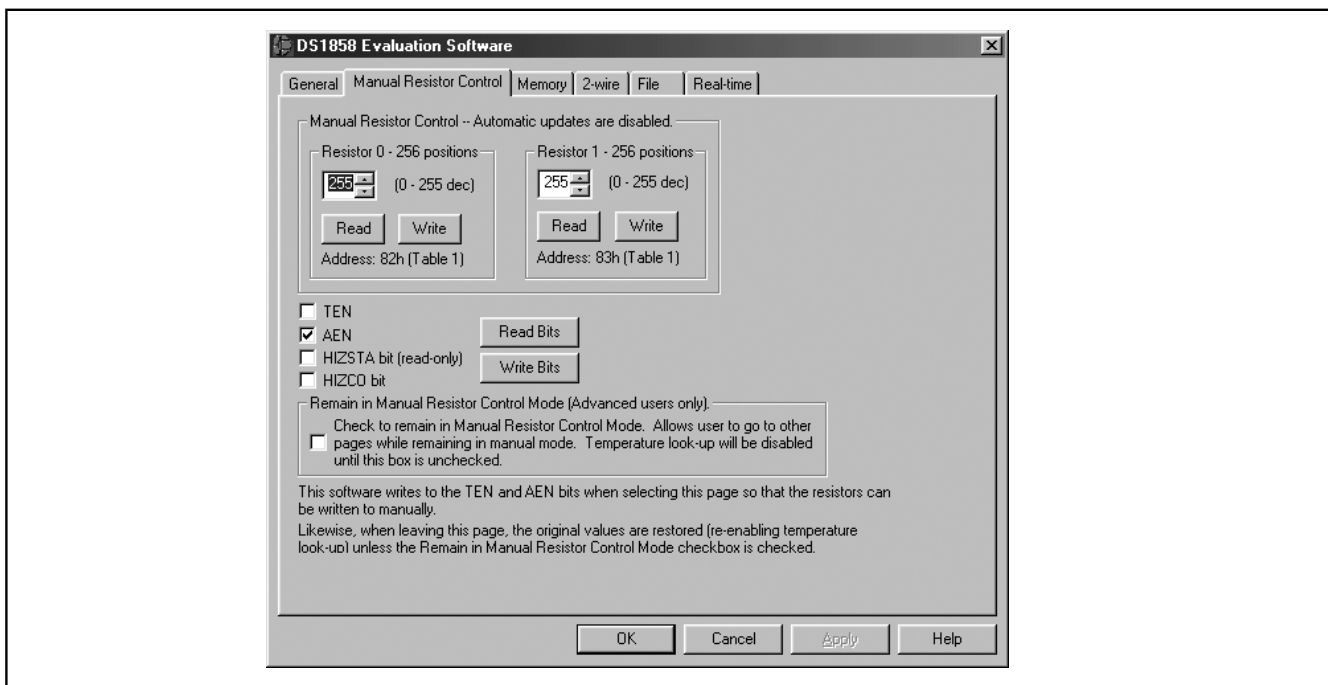 DS1858 Evaluation Software
General Manual Resistor Control Memory 2-wire File Real-time
Manual Resistor Control -- Automatic updates are disabled.
Resistor 0 - 256 positions
255 (0 - 255 dec)
Read Write
Address: 82h (Table 1)
Resistor 1 - 256 positions
255 (0 - 255 dec)
Read Write
Address: 83h (Table 1)
TEN
AEN
HIZSTA bit (read-only)
HIZCO bit
Read Bits
Write Bits
Remain in Manual Resistor Control Mode (Advanced users only).
Check to remain in Manual Resistor Control Mode. Allows user to go to other
pages while remaining in manual mode. Temperature look-up will be disabled
until this box is unchecked.
This software writes to the TEN and AEN bits when selecting this page so that the resistors can
be written to manually.
Likewise, when leaving this page, the original values are restored (re-enabling temperature
look-up) unless the Remain in Manual Resistor Control Mode checkbox is checked.
OK Cancel Apply Help